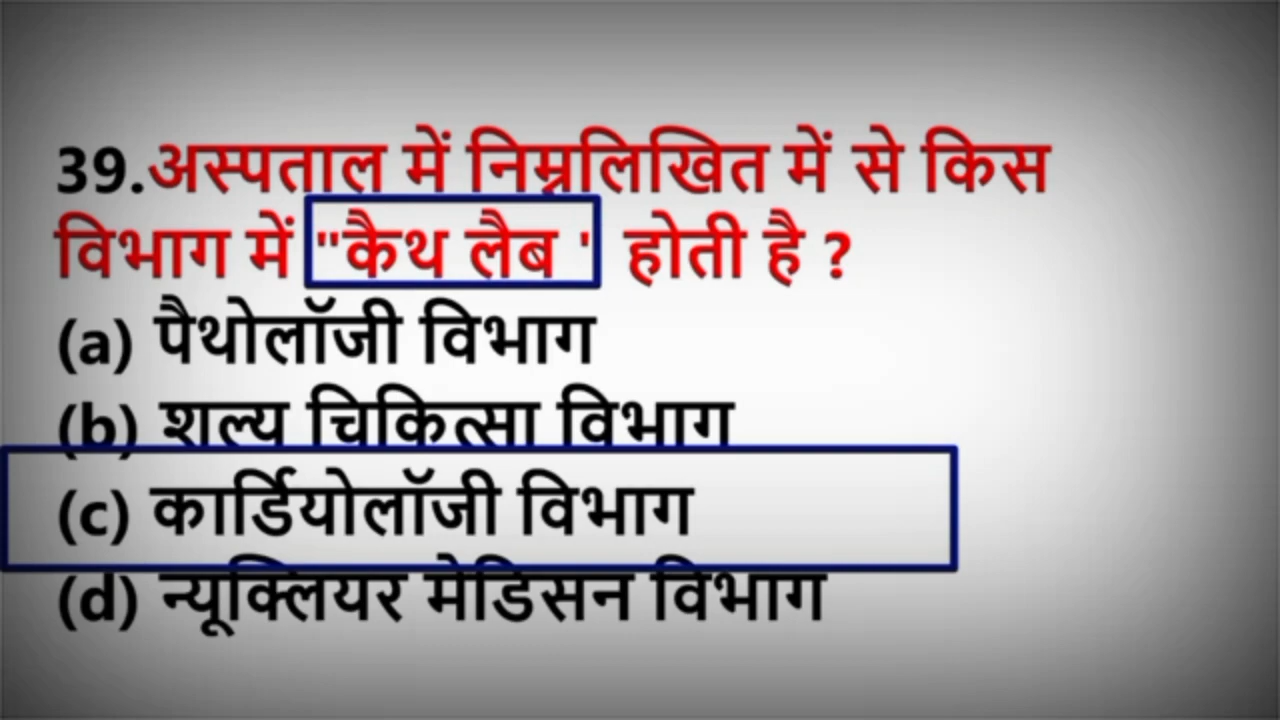 39.अस्पताल में निम्नलिखित में से किस
विभाग में "कैथ लैब ' होती है ?
(a) पैथोलॉजी विभाग
(b) शल्य चिकित्सा विभाग
(c) कार्डियोलॉजी विभाग
(d) न्यूक्लियर मेडिसन विभाग